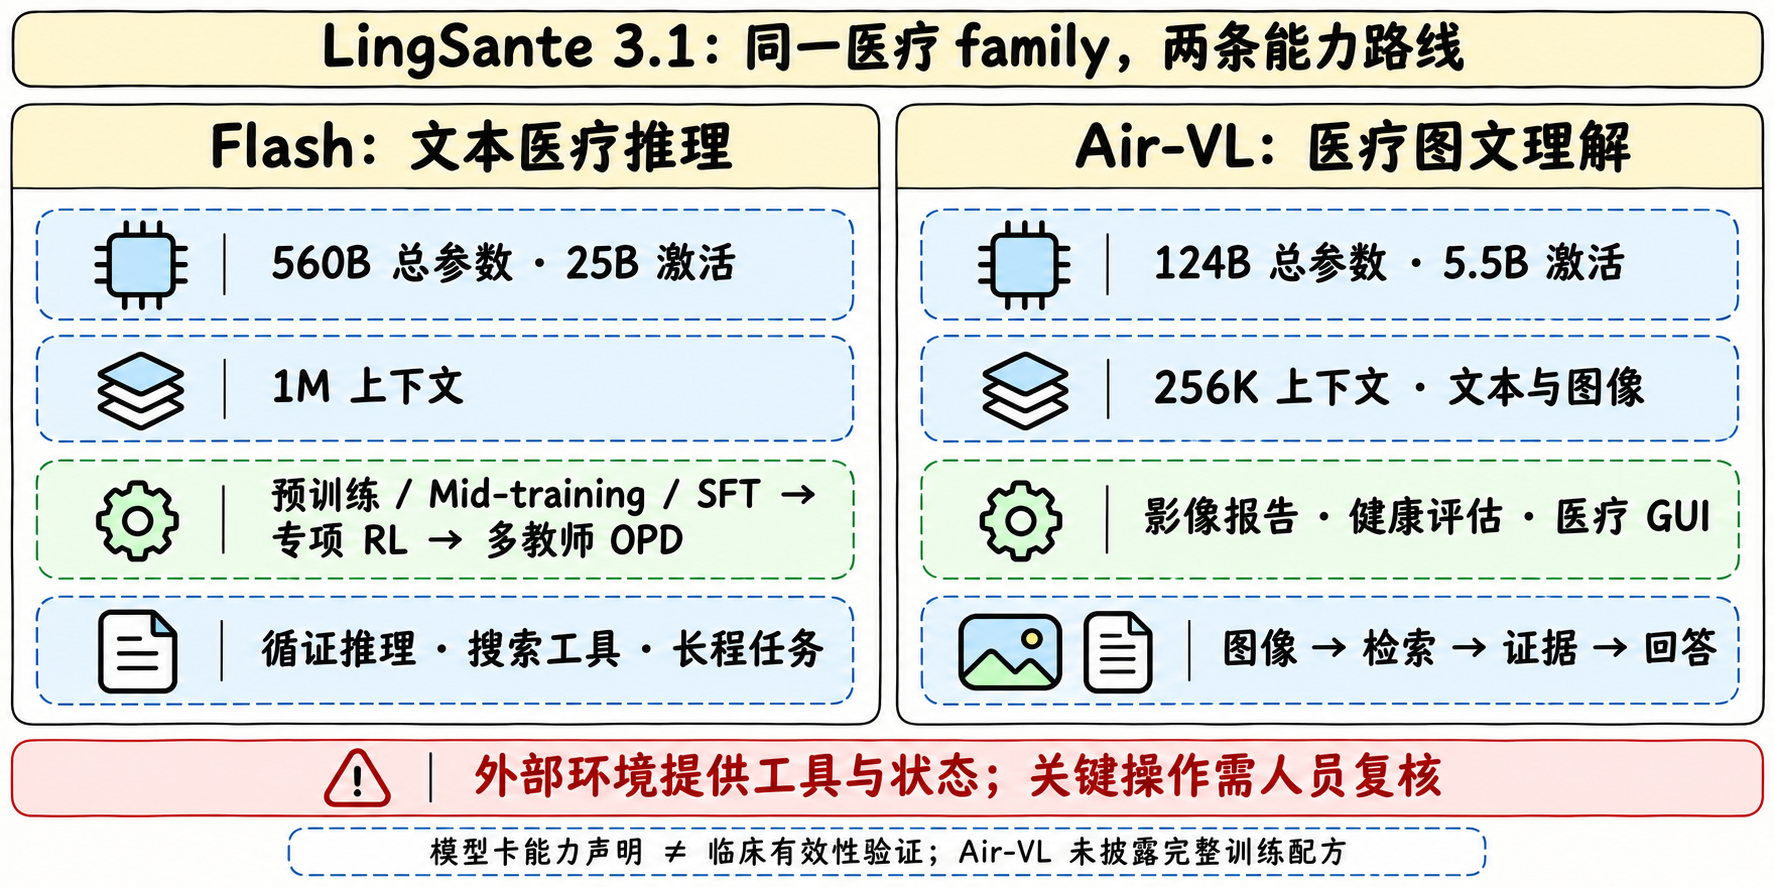 LingSante 3.1：同一医疗 family，两条能力路线
Flash：文本医疗推理
560B 总参数 · 25B 激活
1M 上下文
预训练 / Mid-training / SFT →
专项 RL → 多教师 OPD
循证推理 · 搜索工具 · 长程任务
Air-VL：医疗图文理解
124B 总参数 · 5.5B 激活
256K 上下文 · 文本与图像
影像报告 · 健康评估 · 医疗 GUI
图像 → 检索 → 证据 → 回答
外部环境提供工具与状态；关键操作需人员复核
模型卡能力声明 ≠ 临床有效性验证；Air-VL 未披露完整训练配方